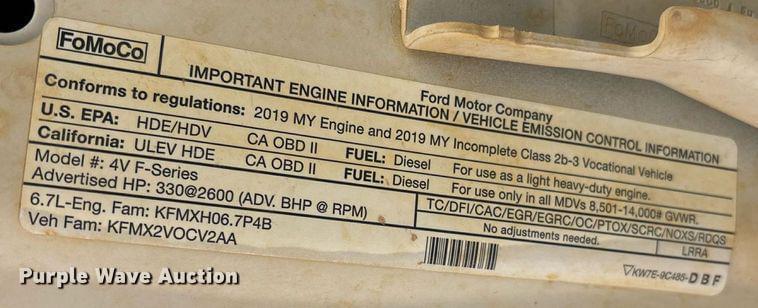 FoMoCo
Ford Motor Company
IMPORTANT ENGINE INFORMATION / VEHICLE EMISSION CONTROL INFORMATION
Conforms to regulations: 2019 MY Engine and 2019 MY Incomplete Class 2b-3 Vocational Vehicle
U.S. EPA: HDE/HDV CA OBD II FUEL: Diesel For use as a light heavy-duty engine.
California: ULEV HDE CA OBD II FUEL: Diesel For use only in all MDVs 8,501-14,000# GVWR.
Model #: 4V F-Series
TC/DFI/CAC/EGR/EGRC/OC/PTOX/SCRC/NOXS/RDQS
Advertised HP: 330@2600 (ADV. BHP @ RPM)
No adjustments needed.
LRRA
6.7L-Eng. Fam: KFMXH06.7P4B
Veh Fam: KFMX2VOCV2AA
KW7E-9C485-DBF
Purple Wave Auction